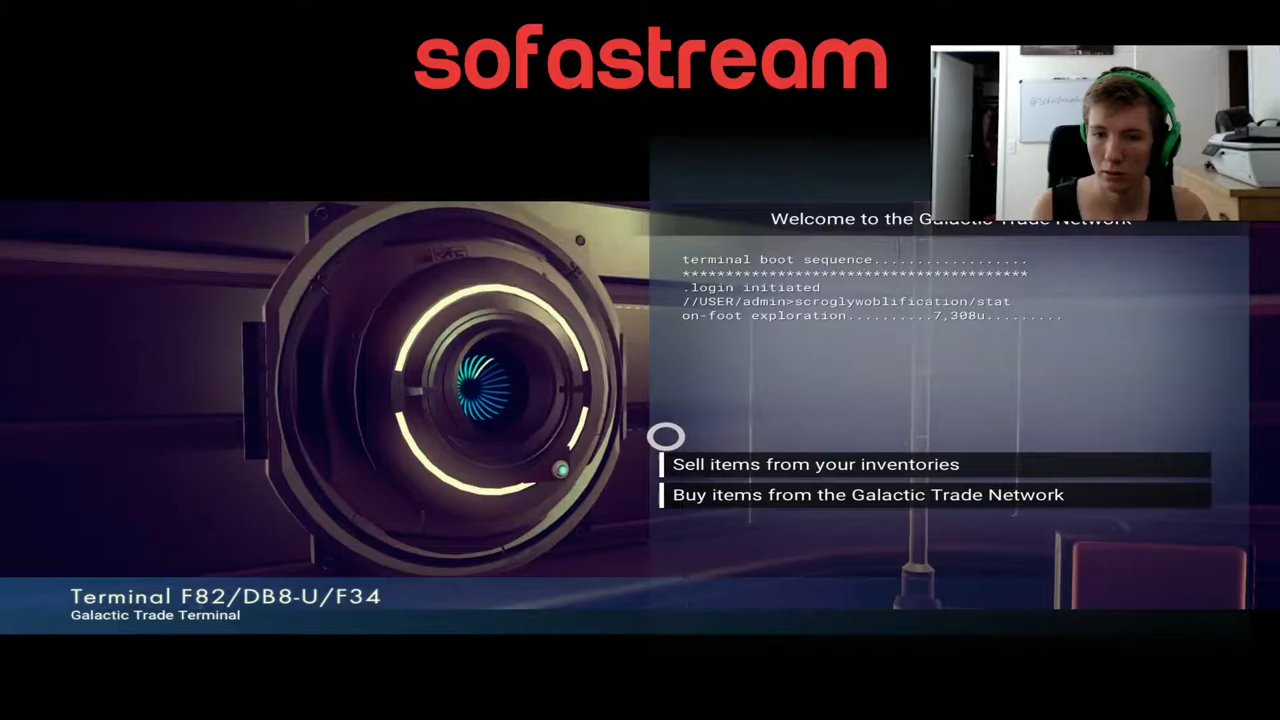 sofastream
@sofastream
Welcome to the Galactic Trade Network
terminal boot sequence..................
****************************************
.login initiated
//USER/admin>scroglywoblification/stat
on-foot exploration..........7,308u.........
Sell items from your inventories
Buy items from the Galactic Trade Network
Terminal F82/DB8-U/F34
Galactic Trade Terminal